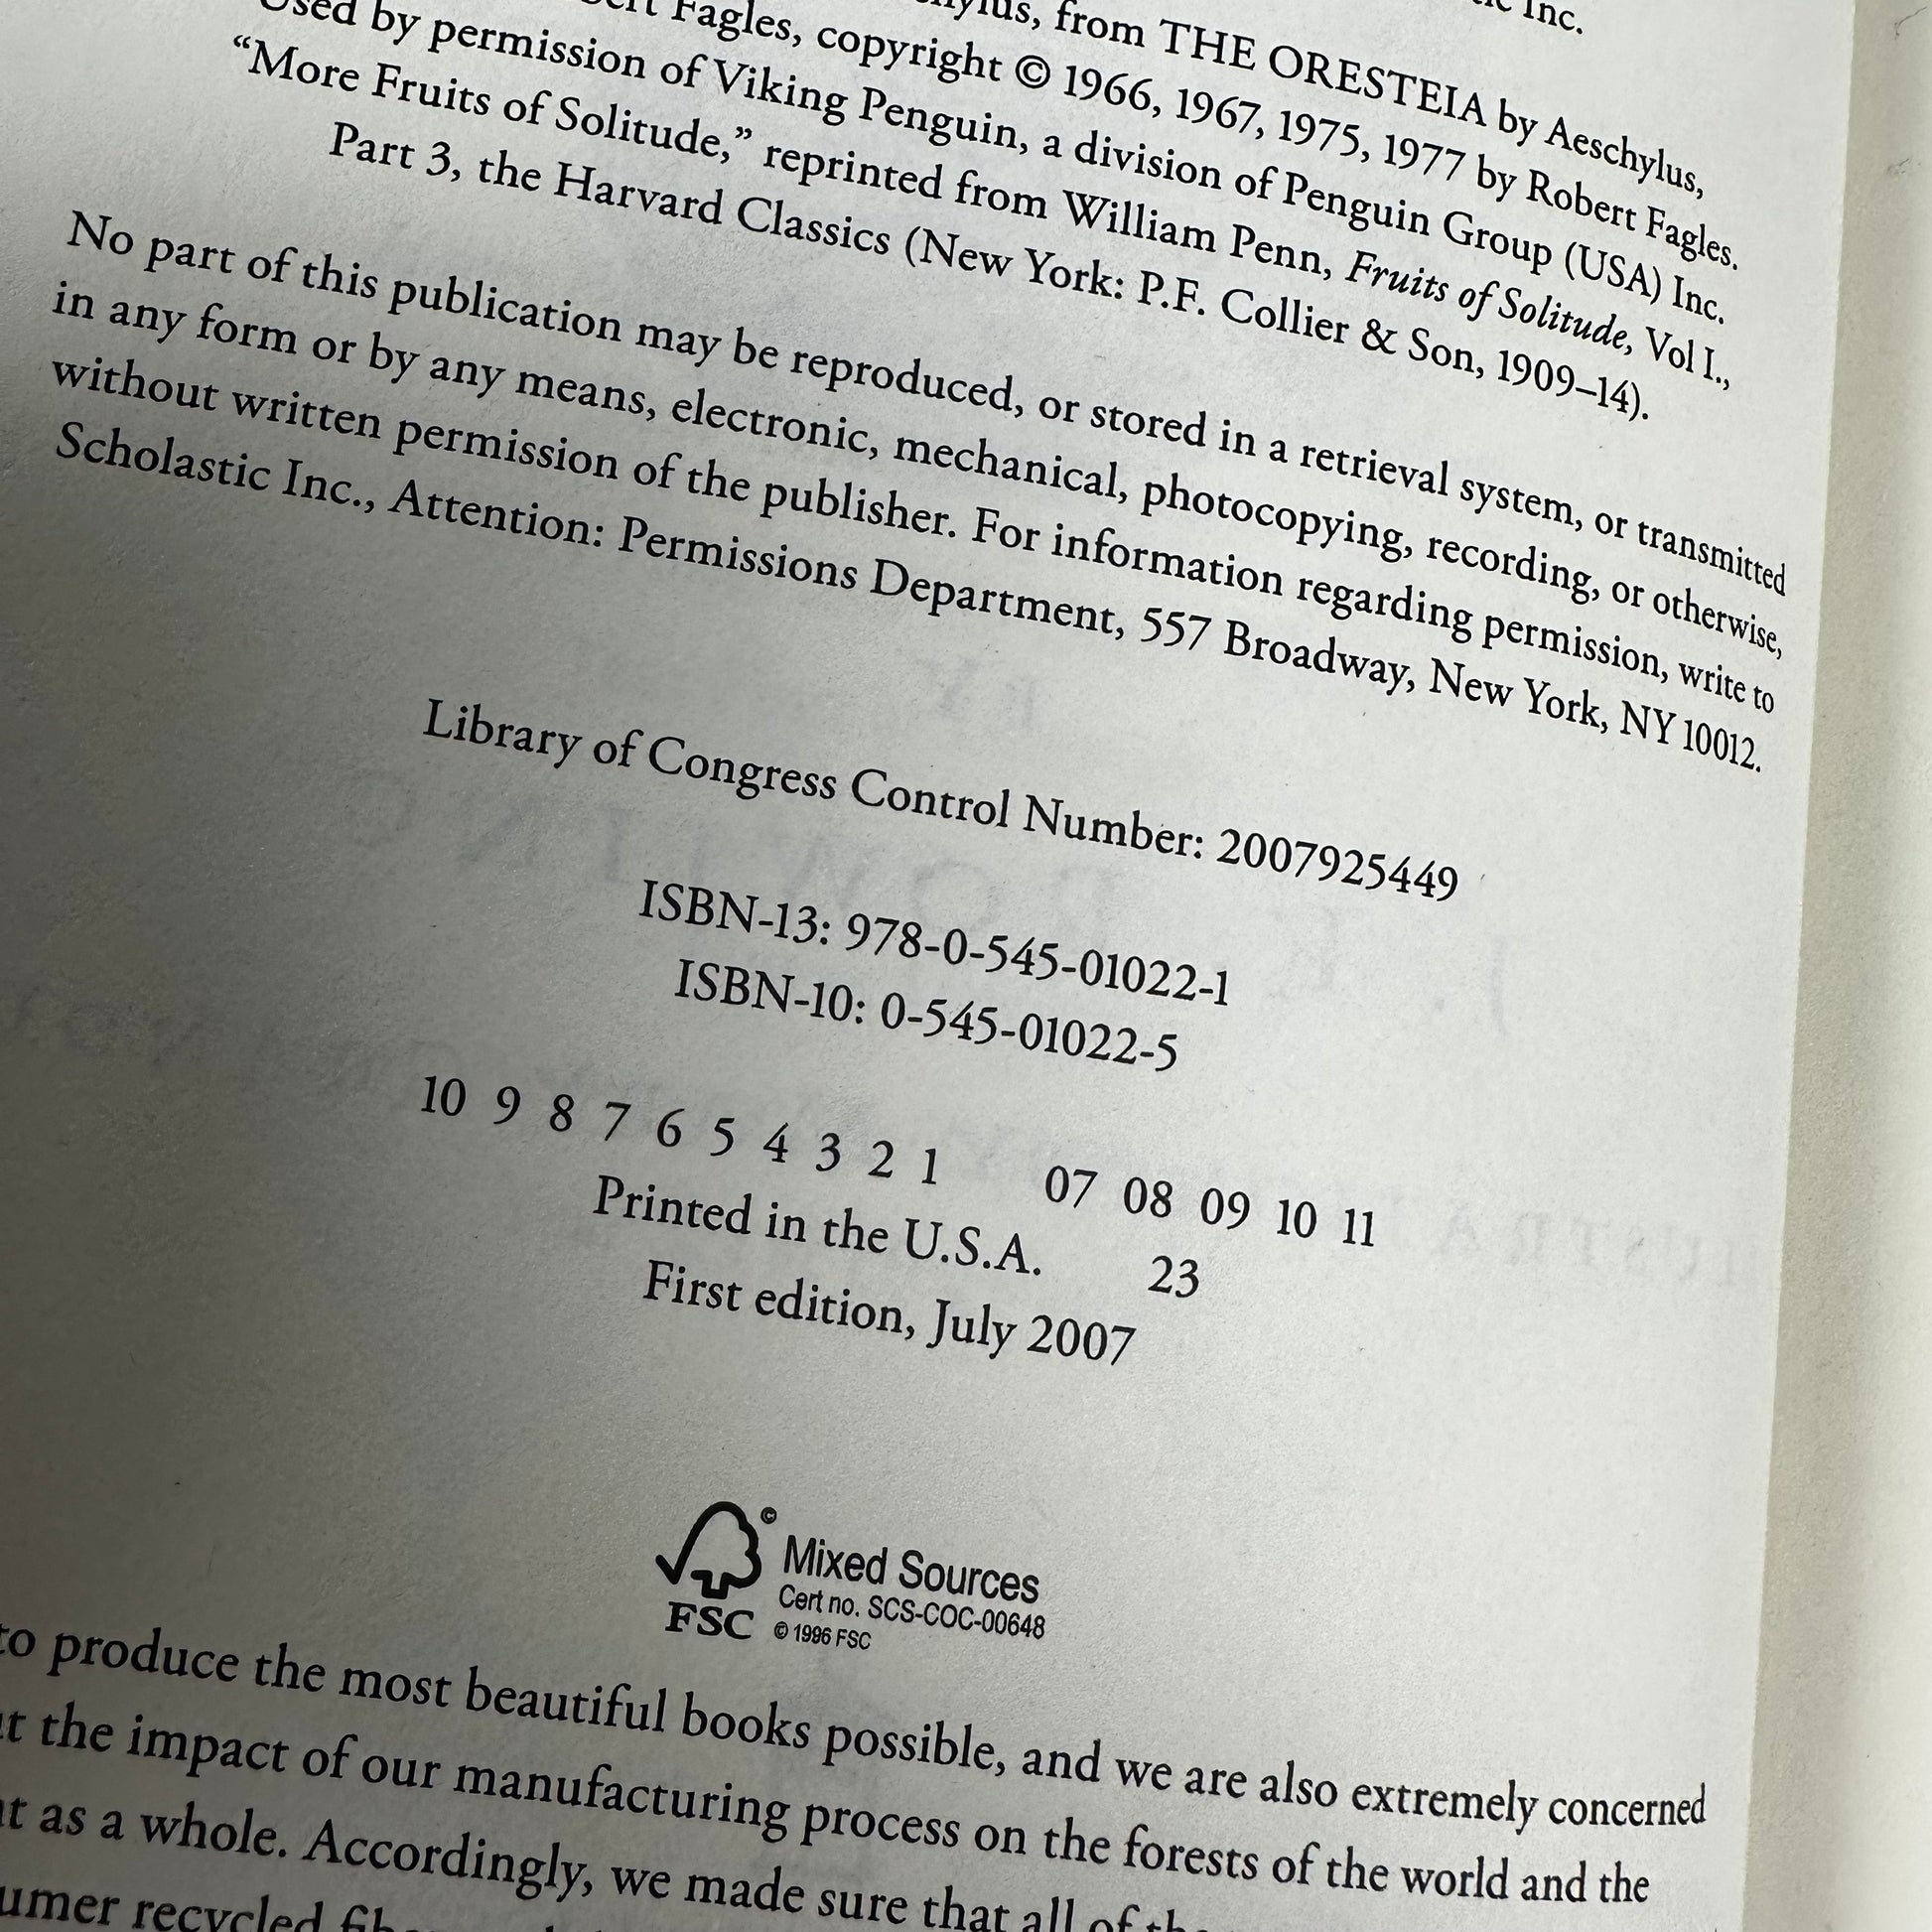 Inc.
from THE ORESTEIA by Aeschylus,
Fagles, copyright © 1966, 1967, 1975, 1977 by Robert Fagles.
Used by permission of Viking Penguin, a division of Penguin Group (USA) Inc.
“More Fruits of Solitude,” reprinted from William Penn, Fruits of Solitude, Vol I.,
Part 3, the Harvard Classics (New York: P.F. Collier & Son, 1909–14).
No part of this publication may be reproduced, or stored in a retrieval system, or transmitted
in any form or by any means, electronic, mechanical, photocopying, recording, or otherwise,
without written permission of the publisher. For information regarding permission, write to
Scholastic Inc., Attention: Permissions Department, 557 Broadway, New York, NY 10012.
Library of Congress Control Number: 2007925449
ISBN-13: 978-0-545-01022-1
ISBN-10: 0-545-01022-5
10 9 8 7 6 5 4 3 2 1 07 08 09 10 11
Printed in the U.S.A. 23
First edition, July 2007
© Mixed Sources
Cert no. SCS-COC-00648
FSC © 1996 FSC
to produce the most beautiful books possible, and we are also extremely concerned
the impact of our manufacturing process on the forests of the world and the
as a whole. Accordingly, we made sure that all of
recycled